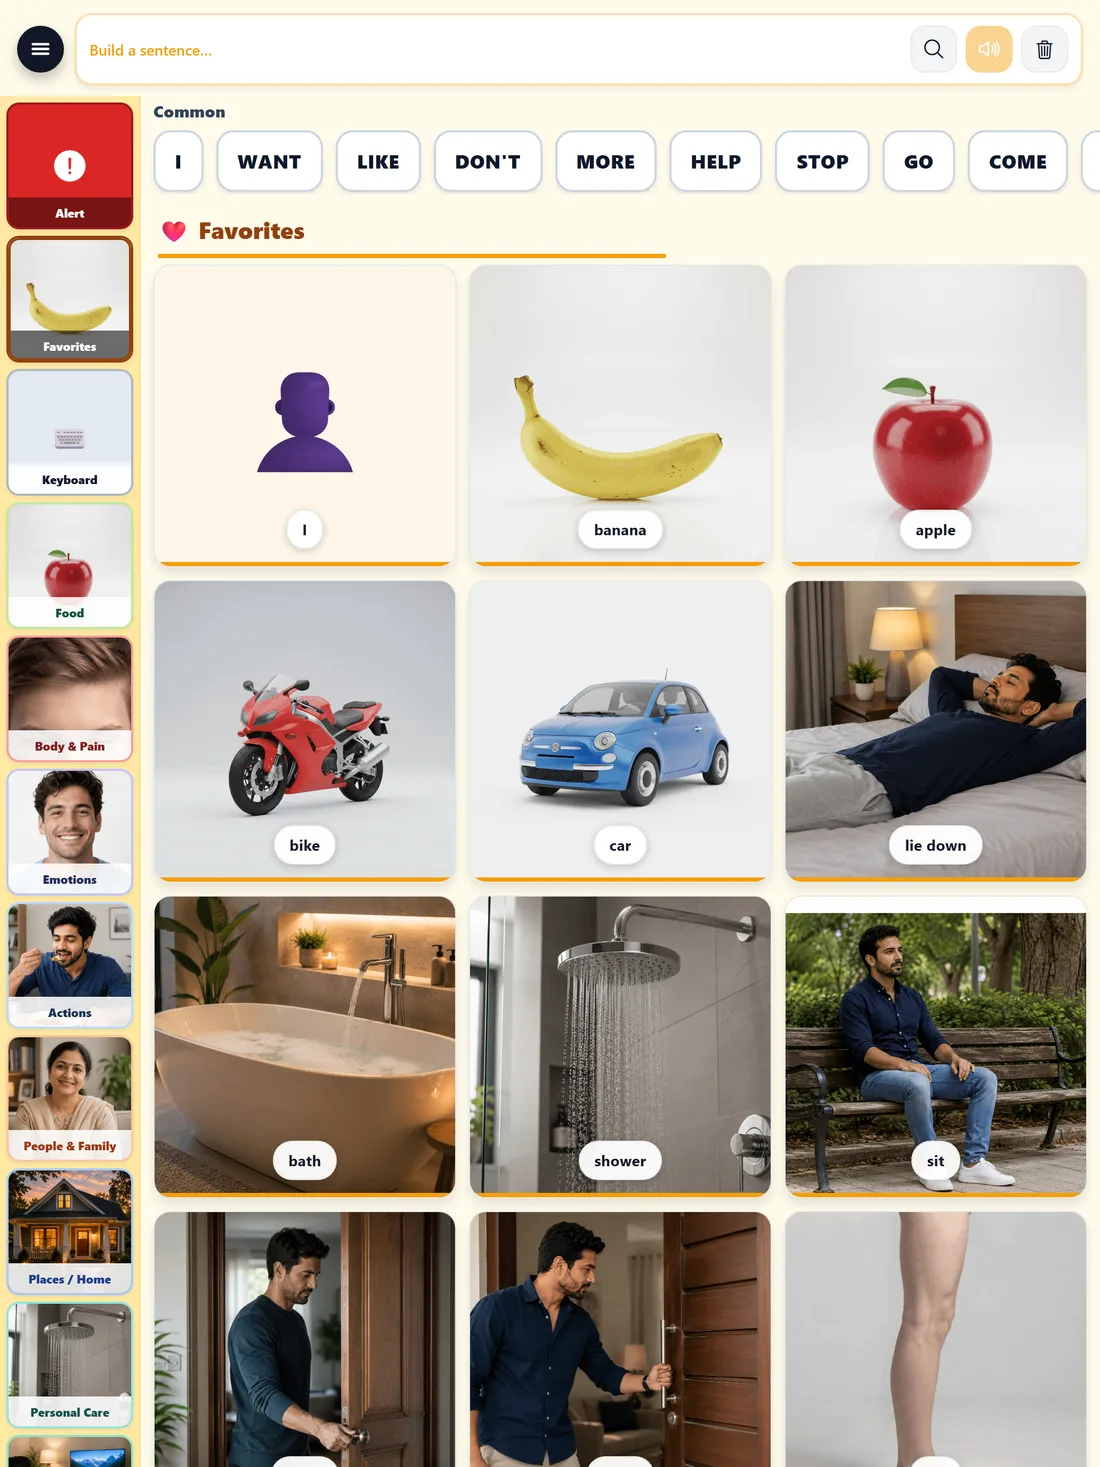 Build a sentence...
Common
I WANT LIKE DON'T MORE HELP STOP GO COME
Alert
Favorites
Keyboard
Food
Body & Pain
Emotions
Actions
People & Family
Places / Home
Personal Care
Favorites
I banana apple
bike car lie down
bath shower sit